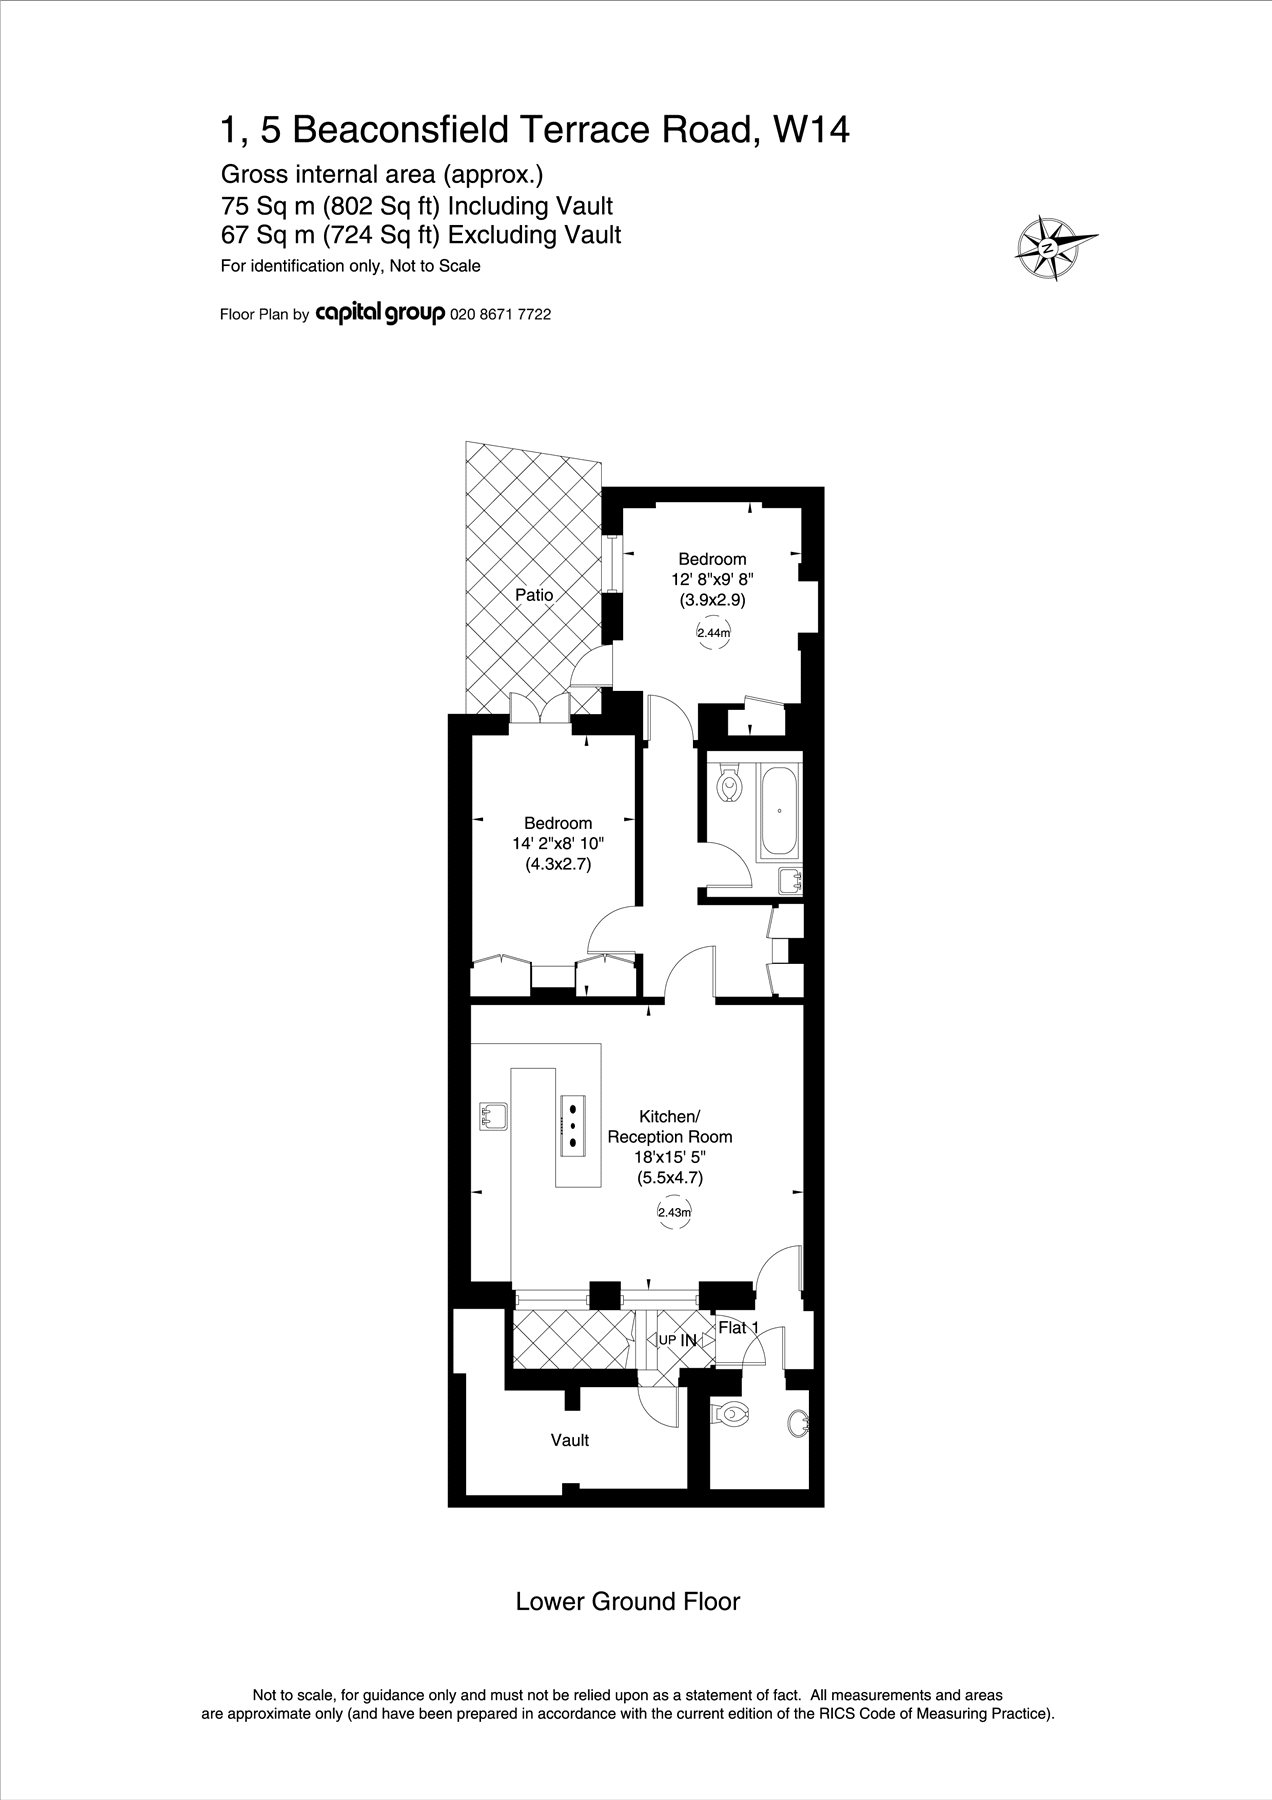 1, 5 Beaconsfield Terrace Road, W14
Gross internal area (approx.)
75 Sq m (802 Sq ft) Including Vault
67 Sq m (724 Sq ft) Excluding Vault
For identification only, Not to Scale
Floor Plan by capital group 020 8671 7722
N
Bedroom
12' 8"x9' 8"
(3.9x2.9)
2.44m
Patio
Bedroom
14' 2"x8' 10"
(4.3x2.7)
Kitchen/
Reception Room
18'x15' 5"
(5.5x4.7)
2.43m
Flat 1
UP IN
Vault
Lower Ground Floor
Not to scale, for guidance only and must not be relied upon as a statement of fact. All measurements and areas
are approximate only (and have been prepared in accordance with the current edition of the RICS Code of Measuring Practice).